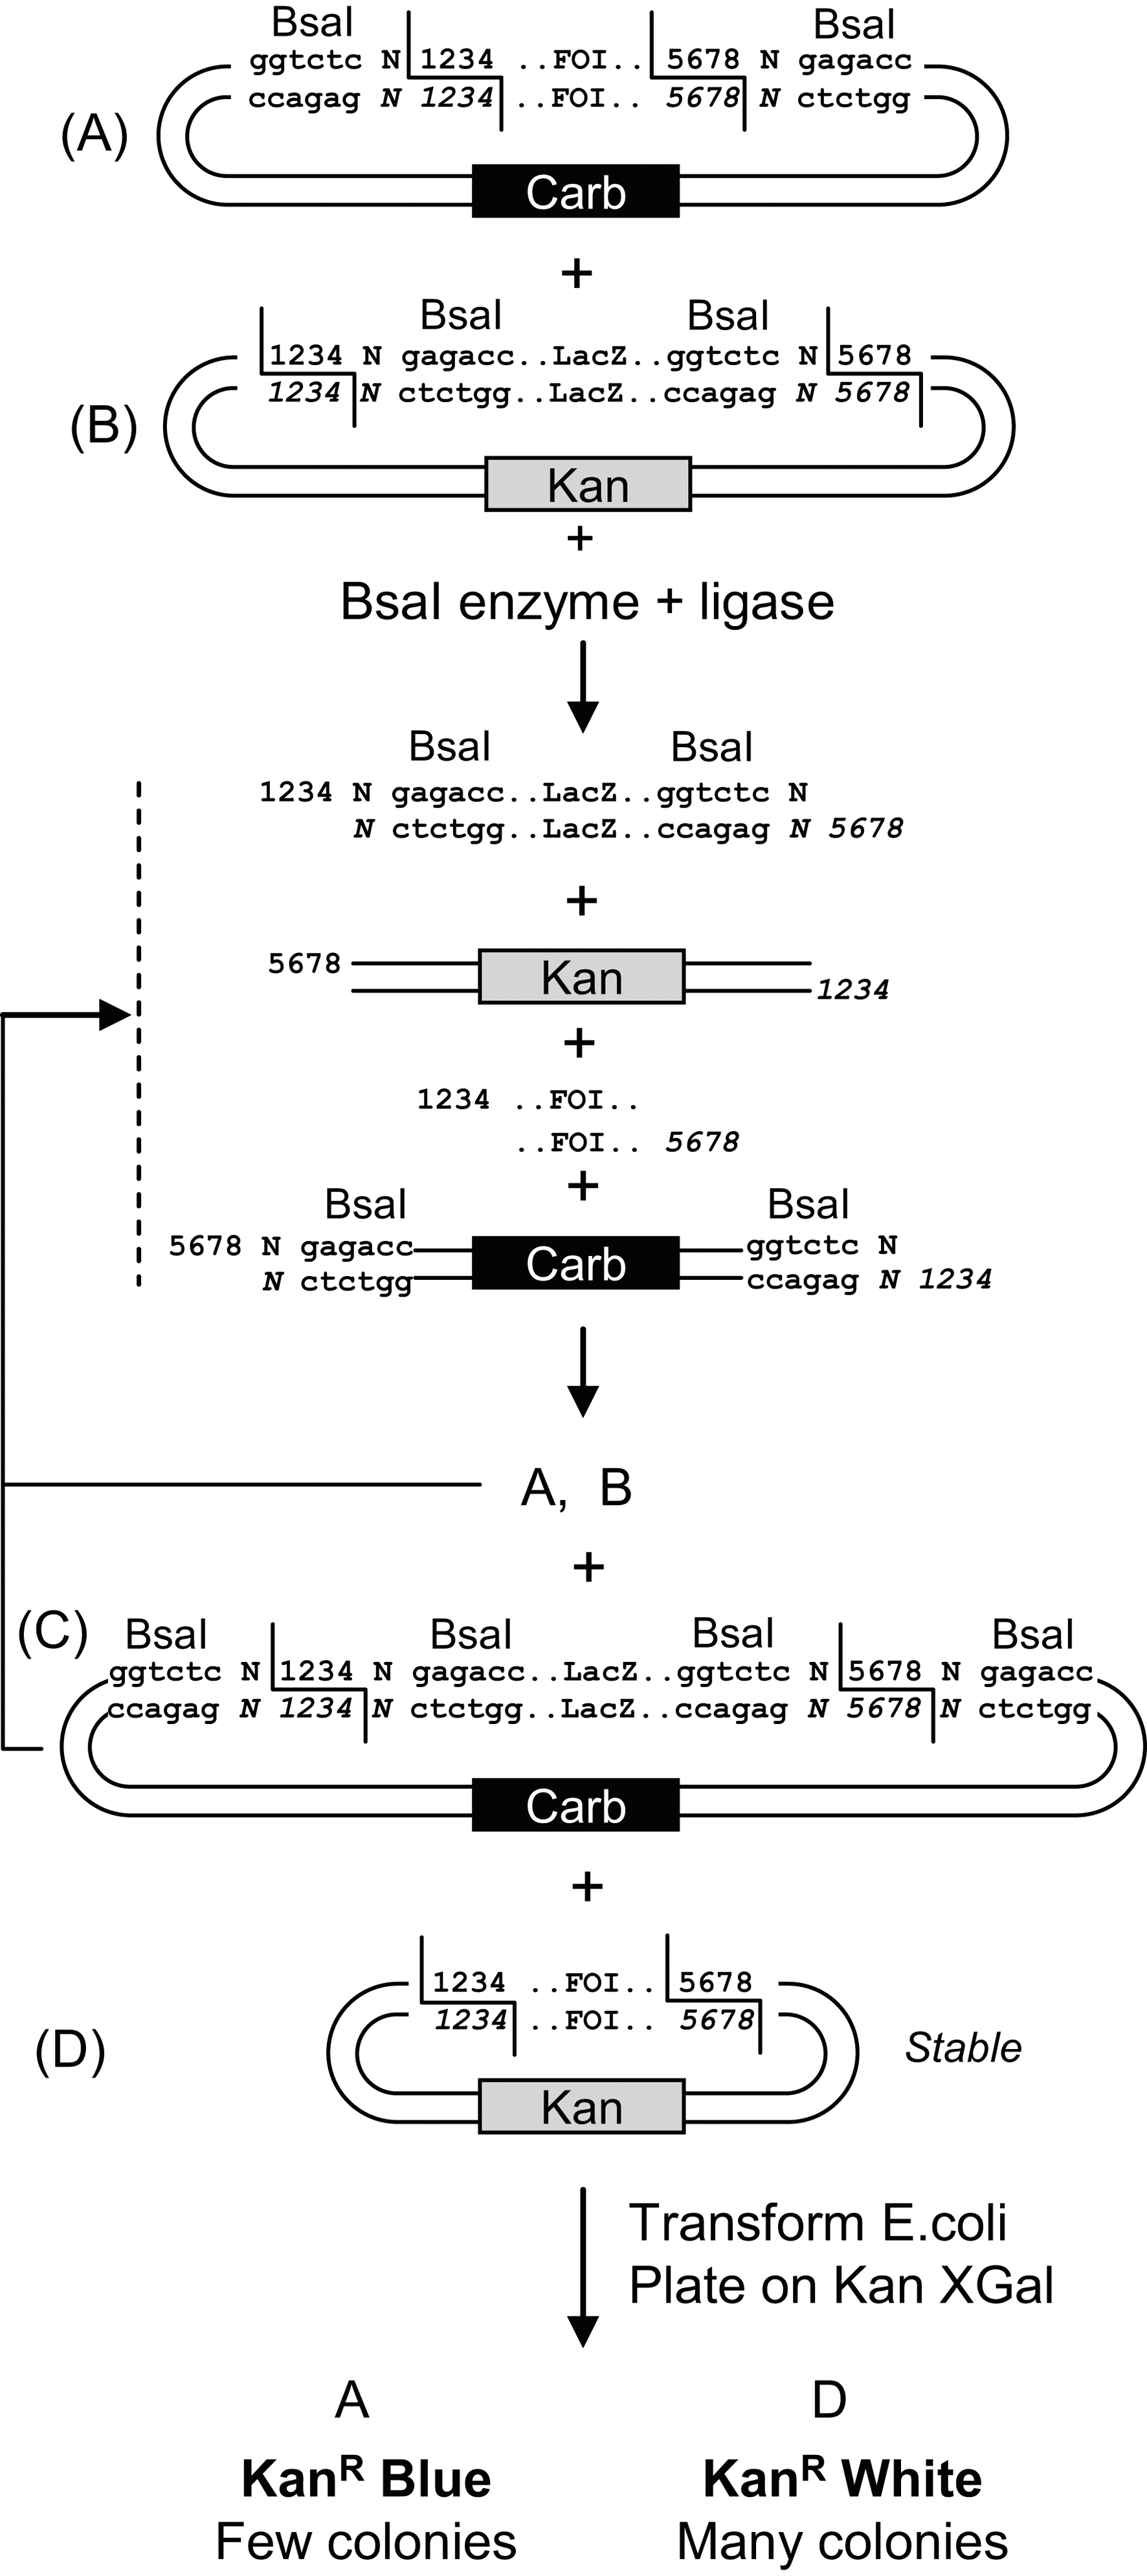 BsaI BsaI
ggtctc N 1234 ..FOI.. 5678 N gagacc
ccagag N 1234 ..FOI.. 5678 N ctctgg
(A)
Carb
+
BsaI BsaI
1234 N gagacc..LacZ..ggtctc N 5678
1234 N ctctgg..LacZ..ccagag N 5678
(B)
Kan
+
BsaI enzyme + ligase
BsaI BsaI
1234 N gagacc..LacZ..ggtctc N
N ctctgg..LacZ..ccagag N 5678
+
5678 Kan 1234
+
1234 ..FOI..
..FOI.. 5678
+
BsaI BsaI
5678 N gagacc ggtctc N
Carb
N ctctgg ccagag N 1234
A, B
+
(C)
BsaI BsaI BsaI BsaI
ggtctc N 1234 N gagacc..LacZ..ggtctc N 5678 N gagacc
ccagag N 1234 N ctctgg..LacZ..ccagag N 5678 N ctctgg
Carb
+
1234 ..FOI.. 5678
1234 ..FOI.. 5678
(D) Stable
Kan
Transform E.coli
Plate on Kan XGal
A D
KanR Blue KanR White
Few colonies Many colonies